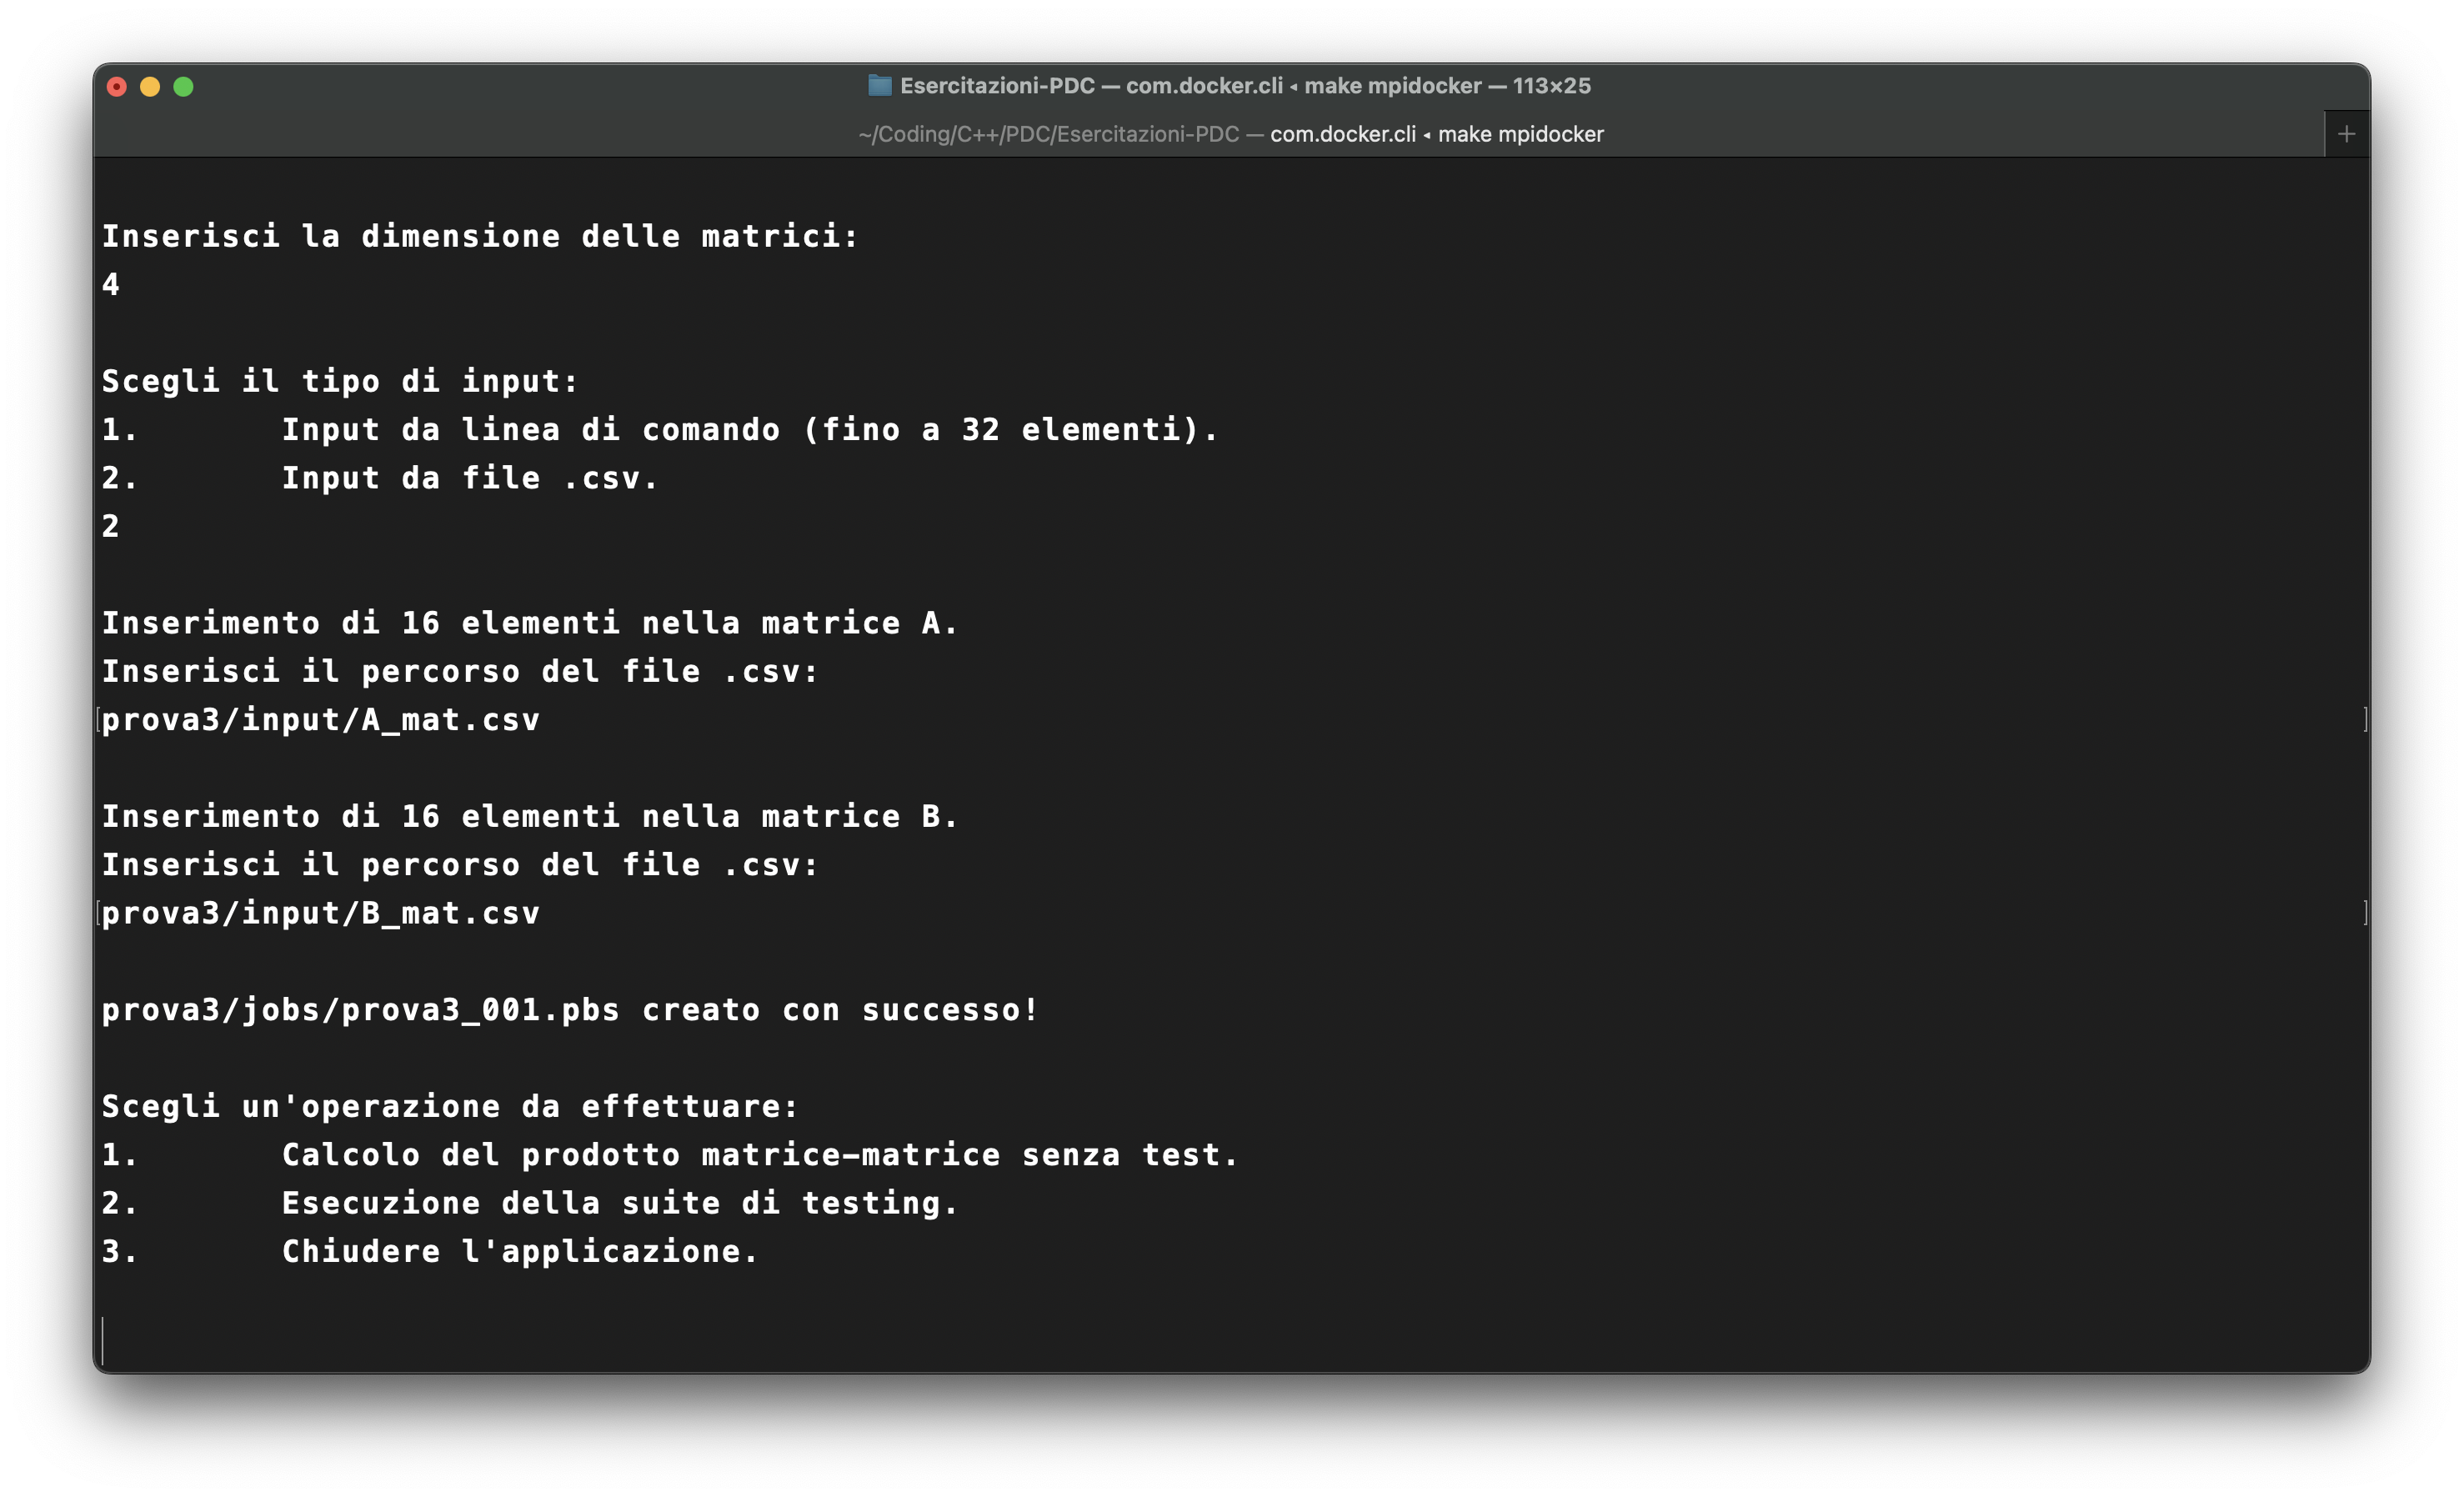 Esercitazioni-PDC — com.docker.cli ◂ make mpidocker — 113×25
~/Coding/C++/PDC/Esercitazioni-PDC — com.docker.cli ◂ make mpidocker
Inserisci la dimensione delle matrici:
4
Scegli il tipo di input:
1. Input da linea di comando (fino a 32 elementi).
2. Input da file .csv.
2
Inserimento di 16 elementi nella matrice A.
Inserisci il percorso del file .csv:
[prova3/input/A_mat.csv ]
Inserimento di 16 elementi nella matrice B.
Inserisci il percorso del file .csv:
[prova3/input/B_mat.csv ]
prova3/jobs/prova3_001.pbs creato con successo!
Scegli un'operazione da effettuare:
1. Calcolo del prodotto matrice-matrice senza test.
2. Esecuzione della suite di testing.
3. Chiudere l'applicazione.